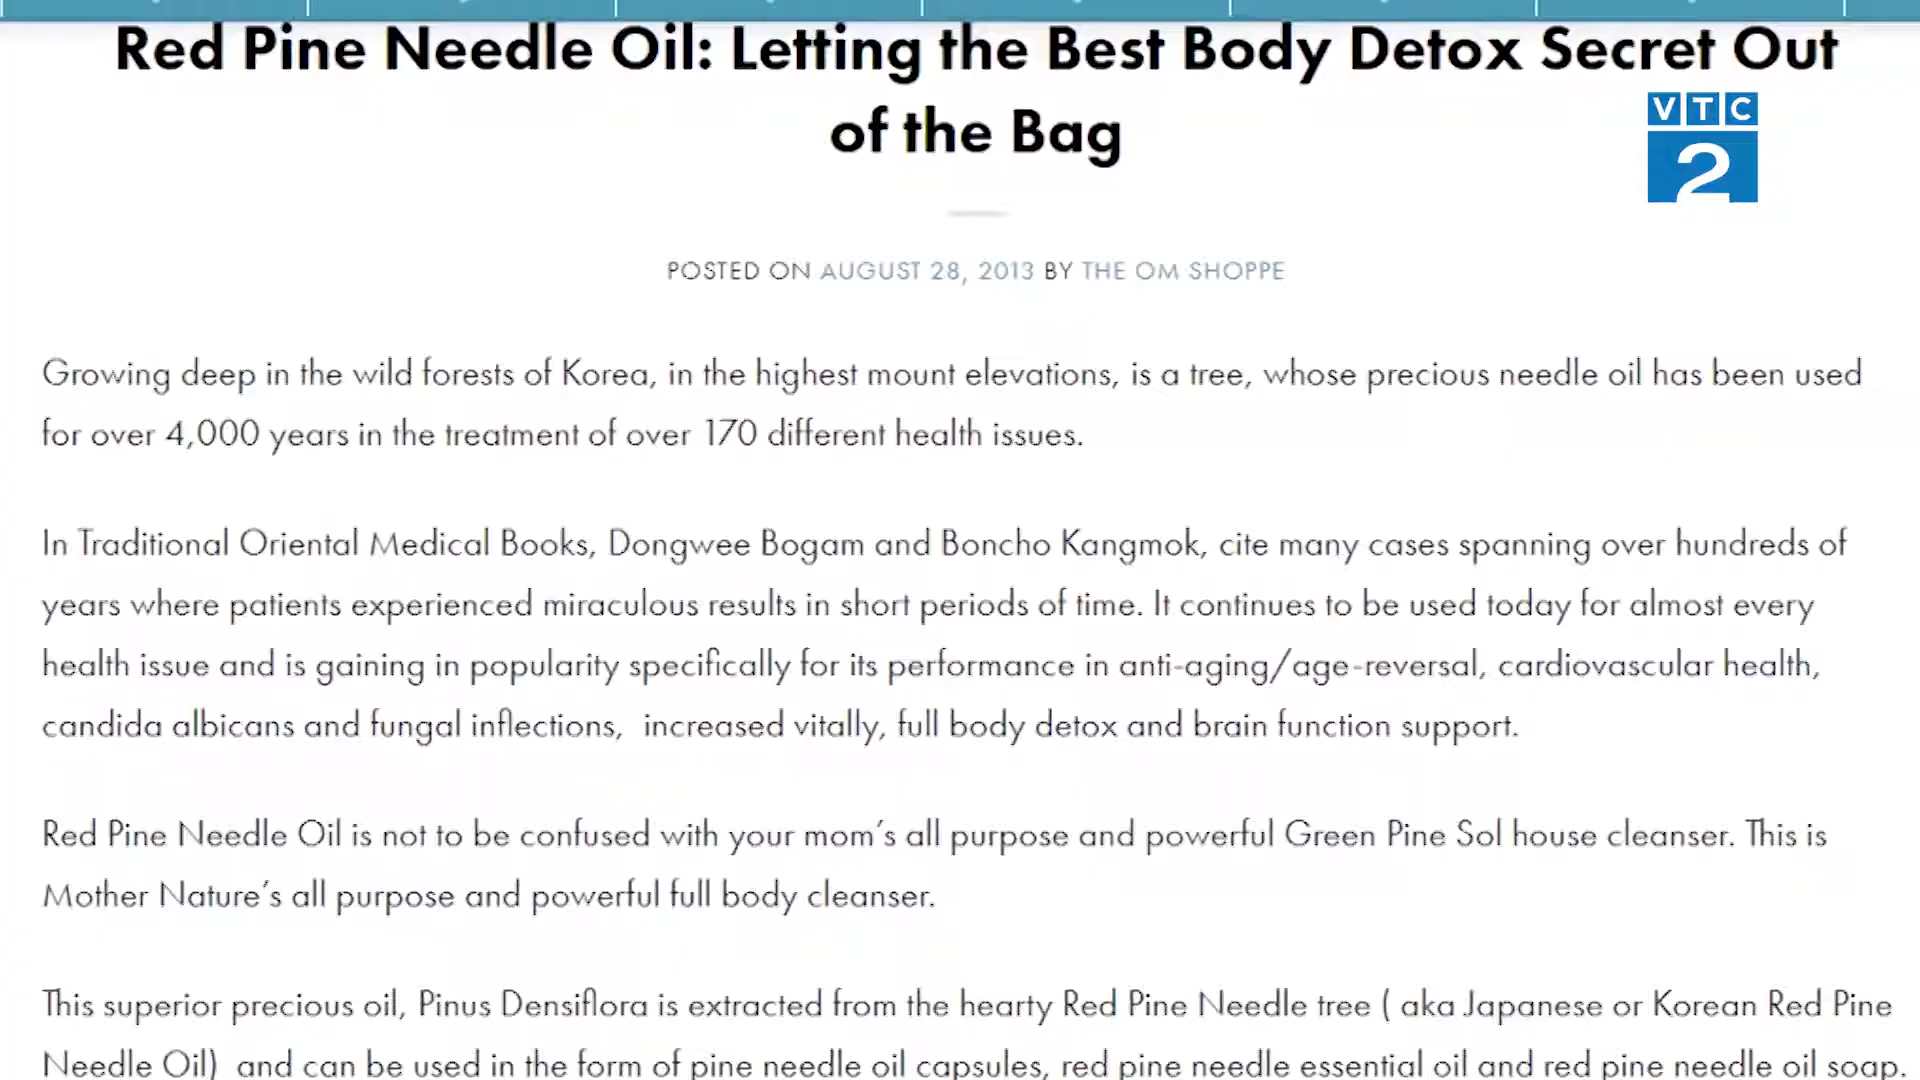 Red Pine Needle Oil: Letting the Best Body Detox Secret Out
of the Bag
VTC
2
POSTED ON AUGUST 28, 2013 BY THE OM SHOPPE
Growing deep in the wild forests of Korea, in the highest mount elevations, is a tree, whose precious needle oil has been used
for over 4,000 years in the treatment of over 170 different health issues.
In Traditional Oriental Medical Books, Dongwee Bogam and Boncho Kangmok, cite many cases spanning over hundreds of
years where patients experienced miraculous results in short periods of time. It continues to be used today for almost every
health issue and is gaining in popularity specifically for its performance in anti-aging/age-reversal, cardiovascular health,
candida albicans and fungal inflections, increased vitally, full body detox and brain function support.
Red Pine Needle Oil is not to be confused with your mom's all purpose and powerful Green Pine Sol house cleanser. This is
Mother Nature's all purpose and powerful full body cleanser.
This superior precious oil, Pinus Densiflora is extracted from the hearty Red Pine Needle tree ( aka Japanese or Korean Red Pine
Needle Oil) and can be used in the form of pine needle oil capsules, red pine needle essential oil and red pine needle oil soap.